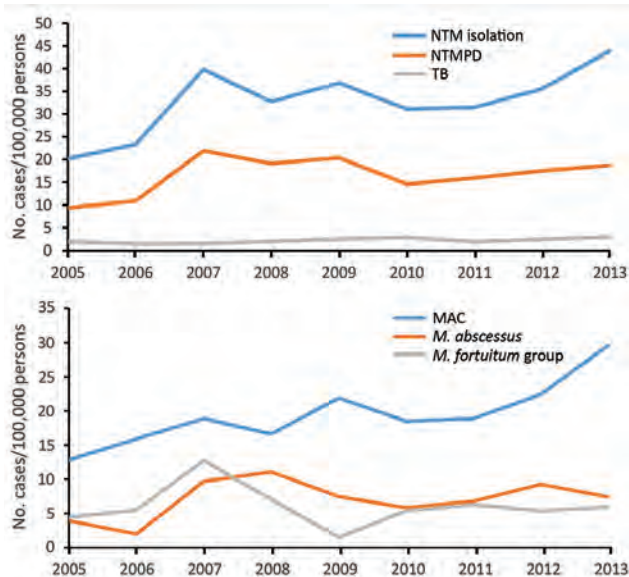 50
NTM isolation
45
NTMPD
40
TB
35
30
25
20
15
10
5
0
No. cases/100,000 persons
2005 2006 2007 2008 2009 2010 2011 2012 2013
35
MAC
30
M. abscessus
M. fortuitum group
25
20
15
10
5
0
No. cases/100,000 persons
2005 2006 2007 2008 2009 2010 2011 2012 2013